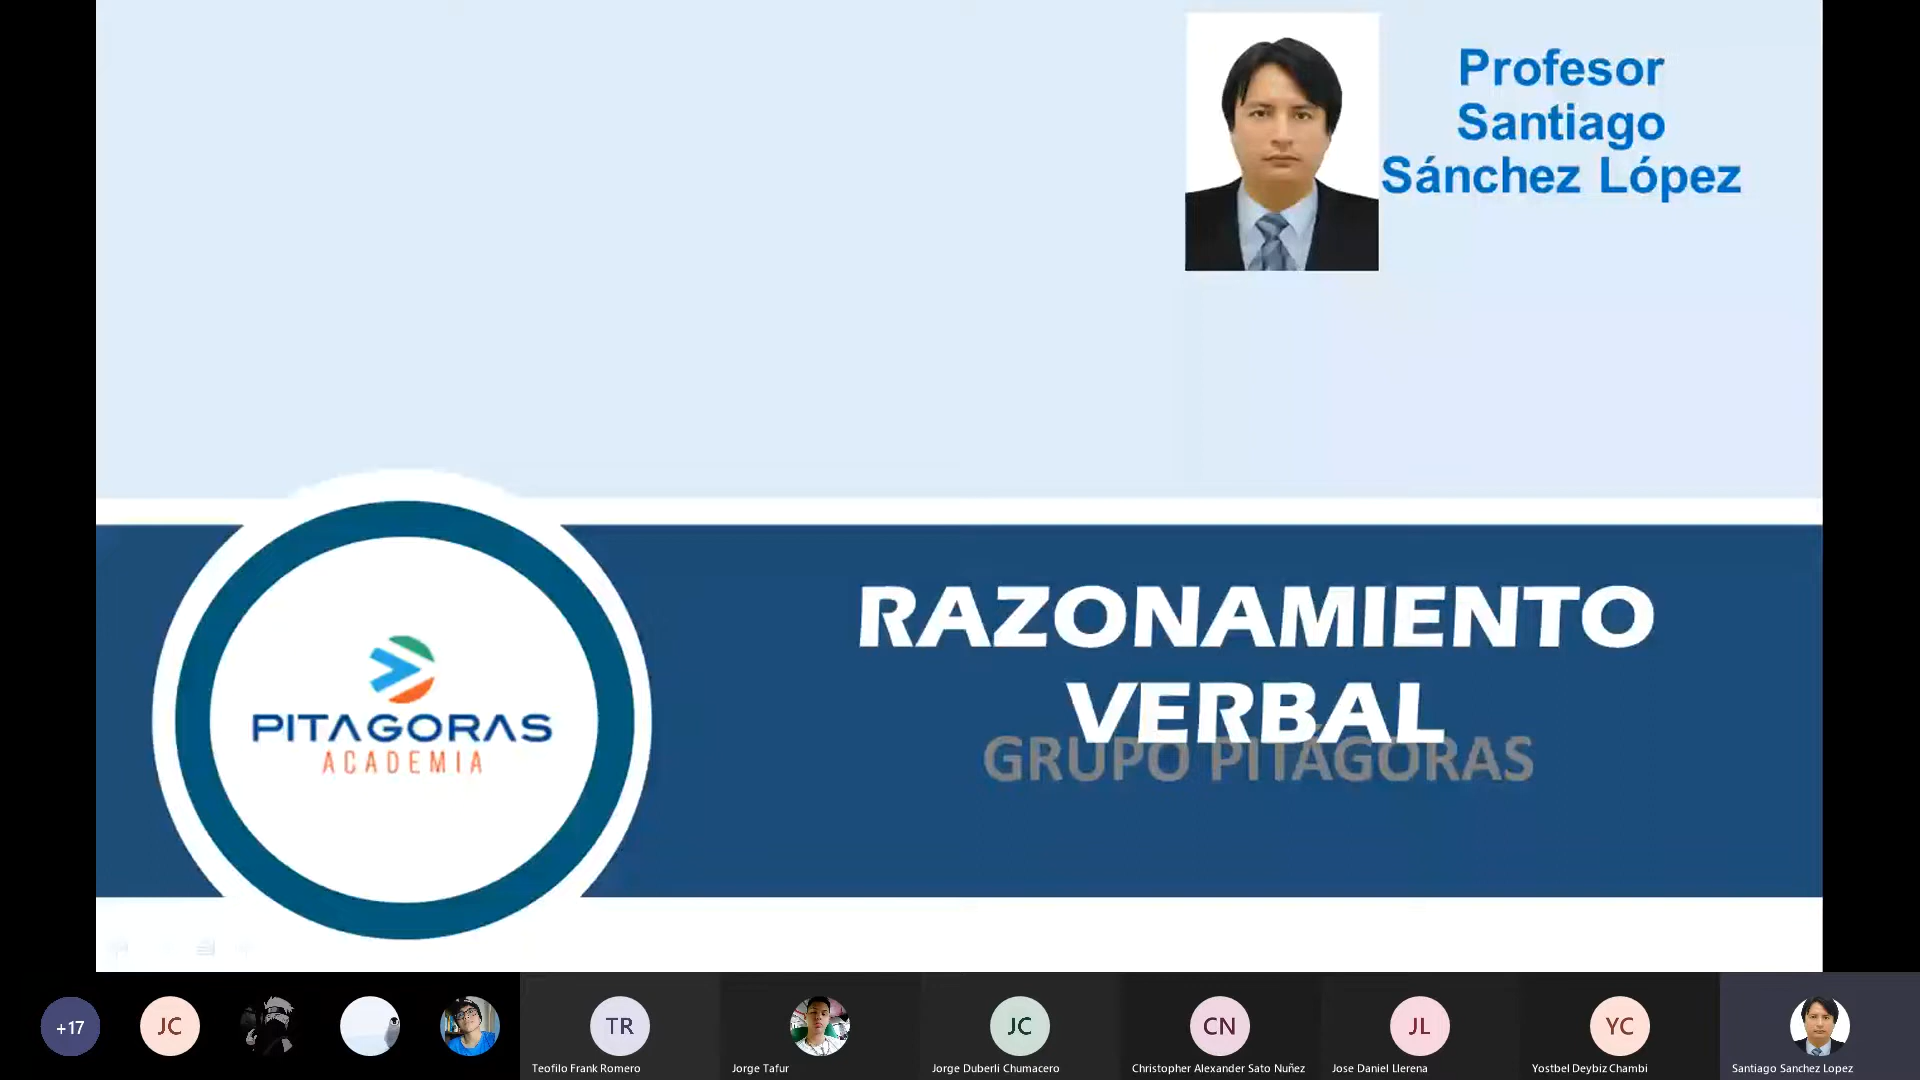 Profesor
Santiago
Sánchez López
RAZONAMIENTO
VERBAL
GRUPO PITÁGORAS
PITAGORAS
ACADEMIA
+17
JC
TR
JC
CN
JL
YC
Teofilo Frank Romero
Jorge Tafur
Jorge Duberli Chumacero
Christopher Alexander Sato Nuñez
Jose Daniel Llerena
Yostbel Deybiz Chambi
Santiago Sanchez Lopez